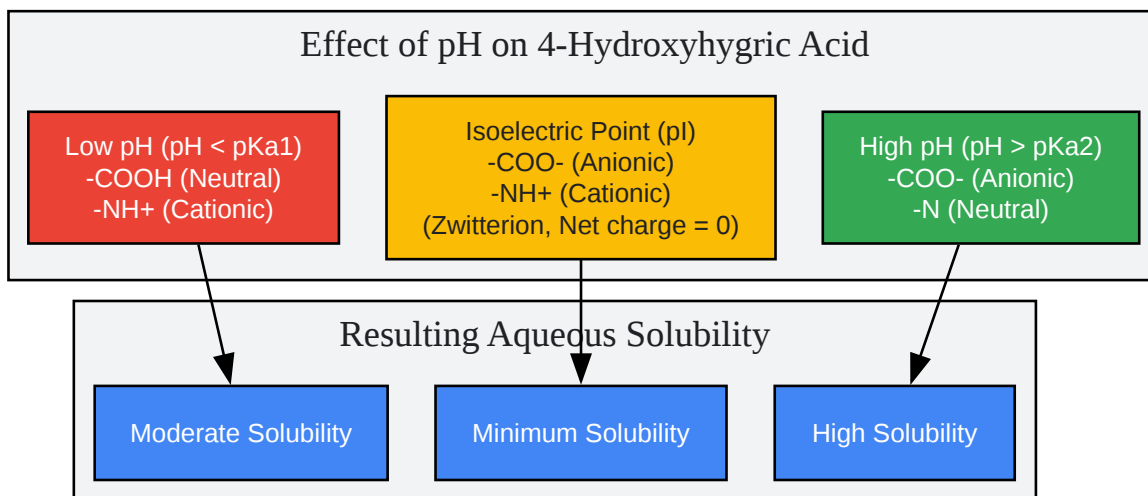 Effect of pH on 4-Hydroxyhygric Acid
Low pH (pH < pKa1)
-COOH (Neutral)
-NH+ (Cationic)
Isoelectric Point (pI)
-COO- (Anionic)
-NH+ (Cationic)
(Zwitterion, Net charge = 0)
High pH (pH > pKa2)
-COO- (Anionic)
-N (Neutral)
Resulting Aqueous Solubility
Moderate Solubility
Minimum Solubility
High Solubility